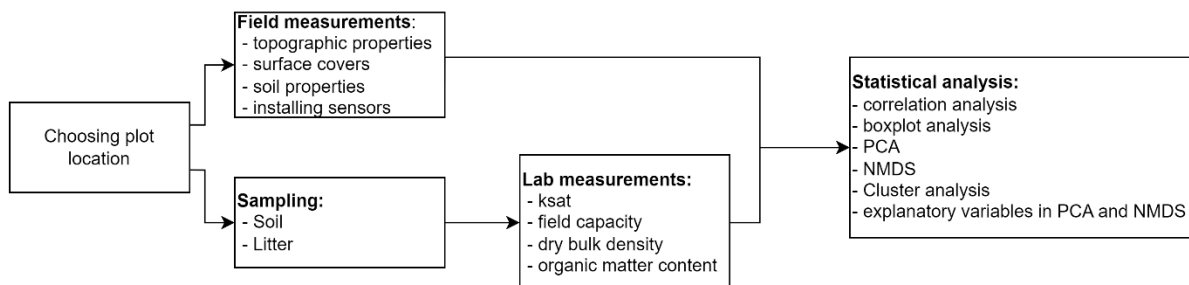 Choosing plot
location
Field measurements:
- topographic properties
- surface covers
- soil properties
- installing sensors
Sampling:
- Soil
- Litter
Lab measurements:
- ksat
- field capacity
- dry bulk density
- organic matter content
Statistical analysis:
- correlation analysis
- boxplot analysis
- PCA
- NMDS
- Cluster analysis
- explanatory variables in PCA and NMDS